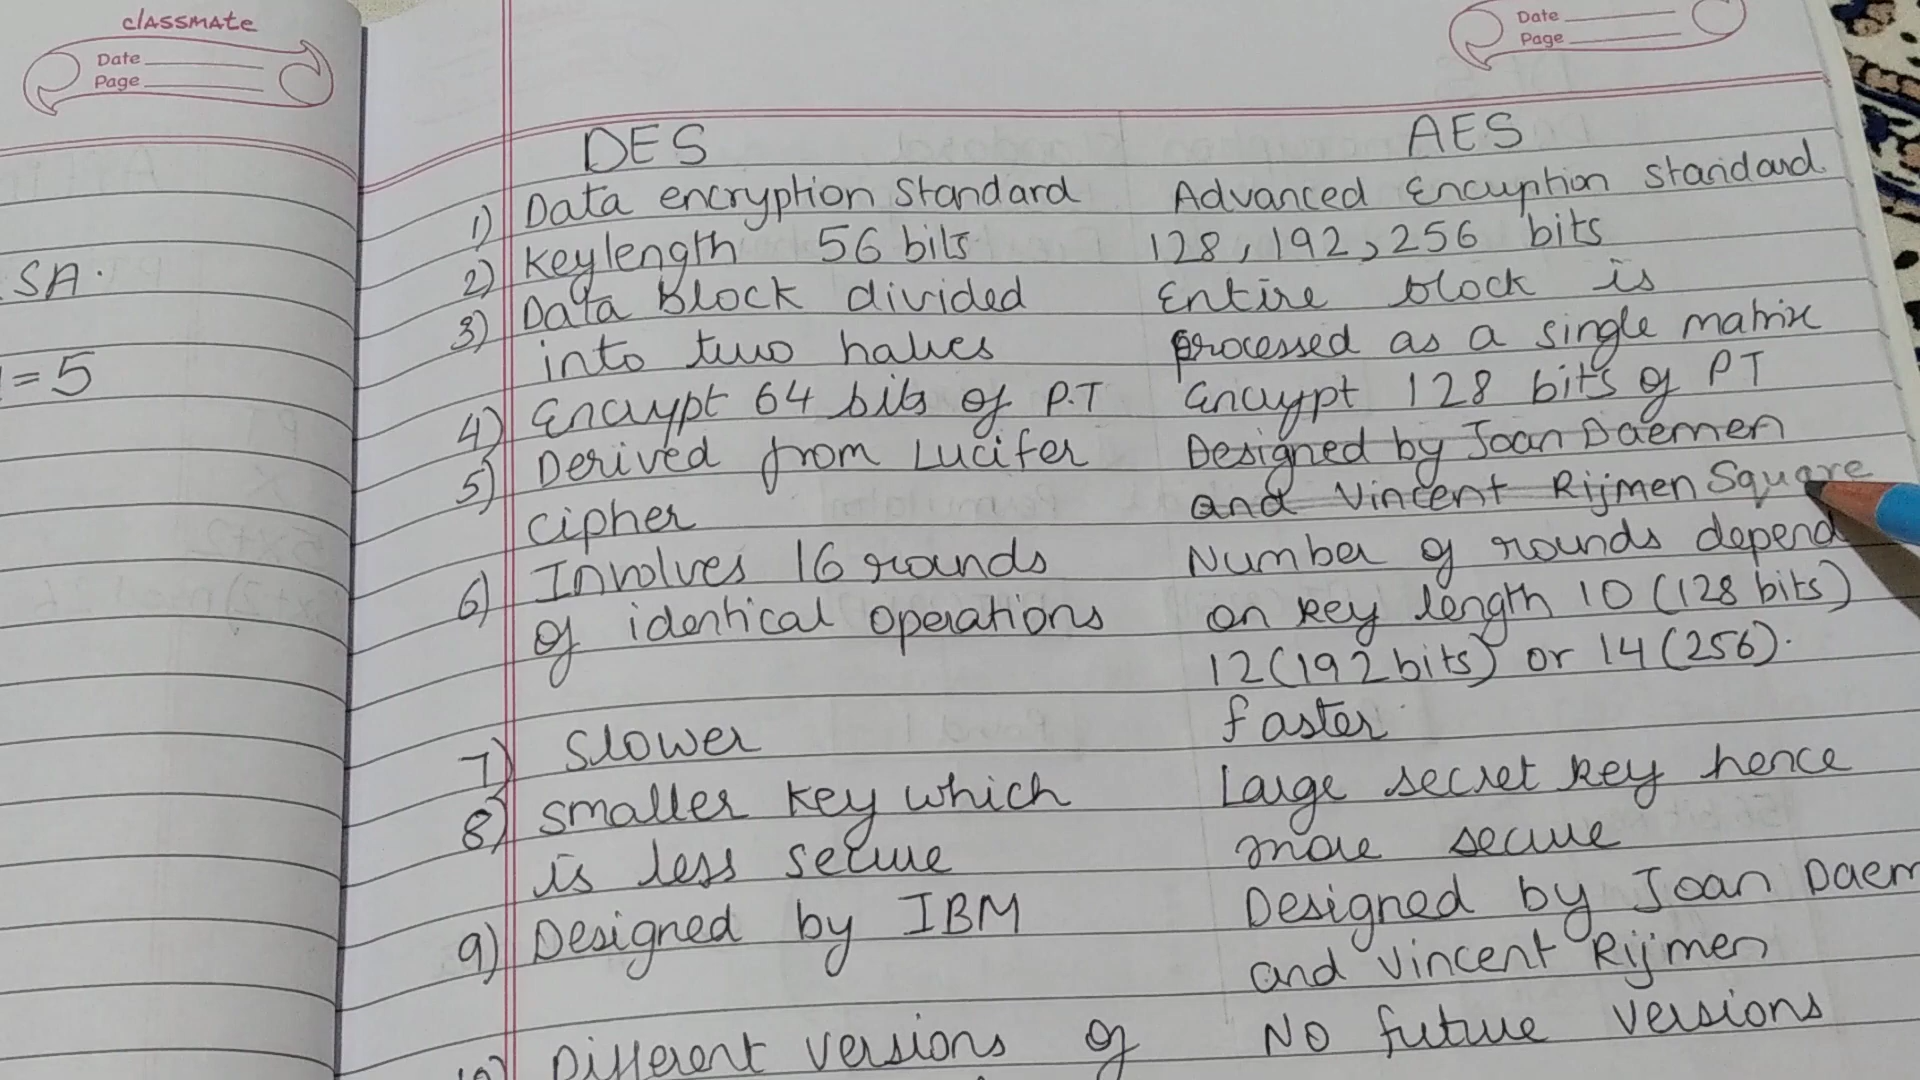 classmate
Date
Page
Date
Page
SA.
= 5
DES AES
1) Data encryption Standard Advanced Encryption standard
2) Key length 56 bits 128, 192, 256 bits
3) Data Block divided Entire block is
into two halves processed as a single matrix
4) Encrypt 64 bits of P.T Encrypt 128 bits of PT
5) Derived from Lucifer Designed by Joan Daemen
cipher and Vincent Rijmen Square
6) Involves 16 rounds Number of rounds depend
of identical operations on key length 10 (128 bits)
12 (192 bits) or 14 (256).
7) Slower faster
8) smaller key which Large secret key hence
is less secure more secure
9) Designed by IBM Designed by Joan Daem
and Vincent Rijmen
10) Different versions of No future versions